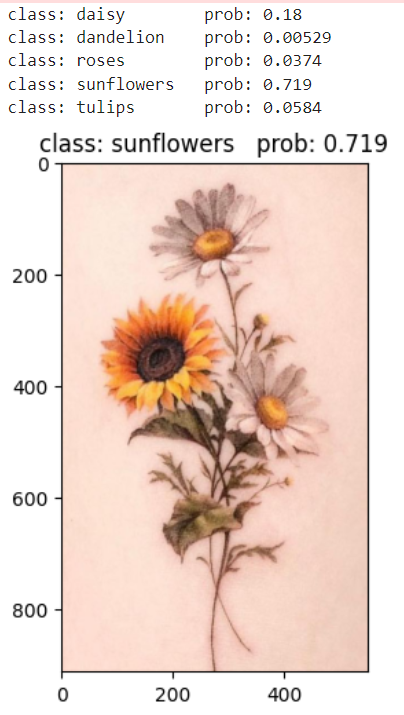 class: daisy prob: 0.18
class: dandelion prob: 0.00529
class: roses prob: 0.0374
class: sunflowers prob: 0.719
class: tulips prob: 0.0584
class: sunflowers prob: 0.719
0
200
400
600
800
0 200 400